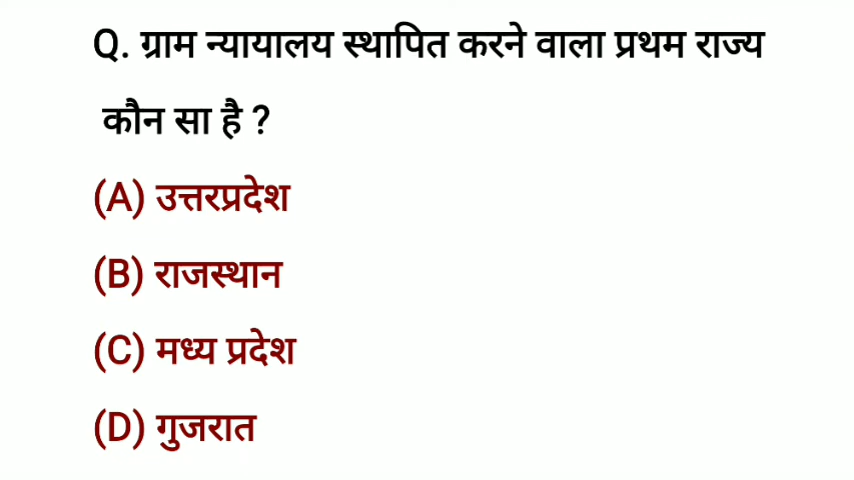 Q. ग्राम न्यायालय स्थापित करने वाला प्रथम राज्य
कौन सा है ?
(A) उत्तरप्रदेश
(B) राजस्थान
(C) मध्य प्रदेश
(D) गुजरात